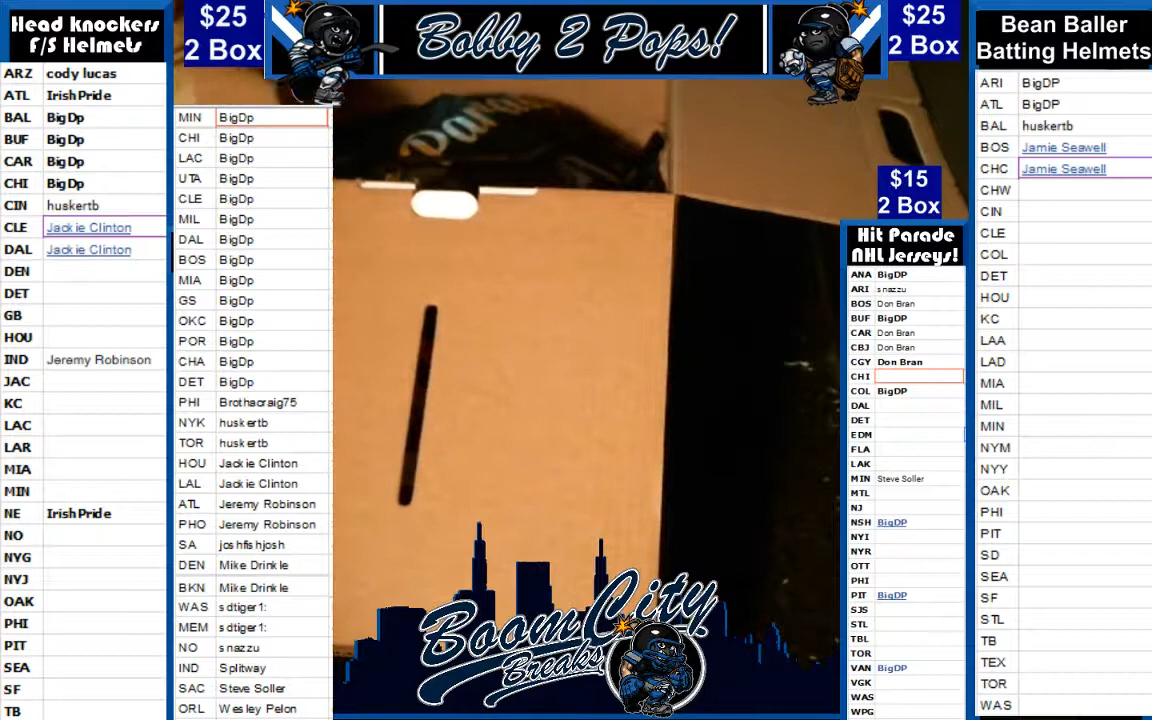 Head Knockers
F/S Helmets
ARZ cody lucas
ATL Irish Pride
BAL Big Dp
BUF Big Dp
CAR Big Dp
CHI Big Dp
CIN huskertb
CLE Jackie Clinton
DAL Jackie Clinton
DEN
DET
GB
HOU
IND Jeremy Robinson
JAC
KC
LAC
LAR
MIA
MIN
NE Irish Pride
NO
NYG
NYJ
OAK
PHI
PIT
SEA
SF
TB
$25
2 Box
MIN BigDp
CHI BigDp
LAC BigDp
UTA BigDp
CLE BigDp
MIL BigDp
DAL BigDp
BOS BigDp
MIA BigDp
GS BigDp
OKC BigDp
POR BigDp
CHA BigDp
DET BigDp
PHI Brothacraig75
NYK huskertb
TOR huskertb
HOU Jackie Clinton
LAL Jackie Clinton
ATL Jeremy Robinson
PHO Jeremy Robinson
SA joshfishjosh
DEN Mike Drinkle
BKN Mike Drinkle
WAS sdtiger1:
MEM sdtiger1:
NO snazzu
IND Splitway
SAC Steve Soller
ORL Wesley Pelon
Bobby 2 Pops!
Boom City
Breaks
$25
2 Box
$15
2 Box
Hit Parade
NHL Jerseys!
ANA BigDP
ARI snazzu
BOS Don Bran
BUF BigDP
CAR Don Bran
CBJ Don Bran
CGY Don Bran
CHI
COL BigDP
DAL
DET
EDM
FLA
LAK
MIN Steve Soller
MTL
NJ
NSH BigDP
NYI
NYR
OTT
PHI
PIT BigDP
SJS
STL
TBL
TOR
VAN BigDP
VGK
WAS
WPG
Bean Baller
Batting Helmets
ARI BigDP
ATL BigDP
BAL huskertb
BOS Jamie Seawell
CHC Jamie Seawell
CHW
CIN
CLE
COL
DET
HOU
KC
LAA
LAD
MIA
MIL
MIN
NYM
NYY
OAK
PHI
PIT
SD
SEA
SF
STL
TB
TEX
TOR
WAS